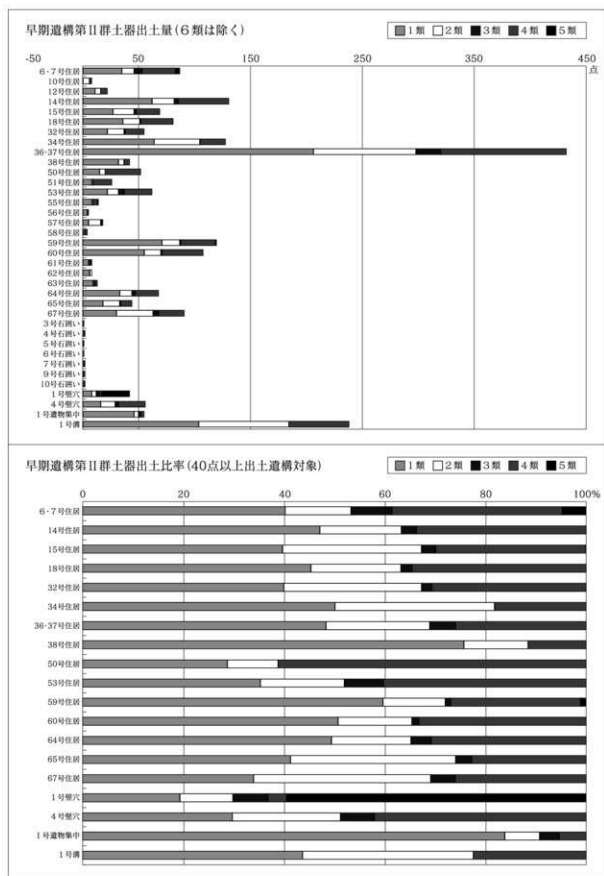 早期遺構第Ⅱ群土器出土量(6類は除く)
1類 2類 3類 4類 5類
-50 50 150 250 350 450
点
6・7号住居
10号住居
12号住居
14号住居
15号住居
18号住居
32号住居
34号住居
36・37号住居
38号住居
50号住居
51号住居
53号住居
55号住居
56号住居
57号住居
58号住居
59号住居
60号住居
61号住居
62号住居
63号住居
64号住居
65号住居
67号住居
3号石囲い
4号石囲い
5号石囲い
6号石囲い
7号石囲い
9号石囲い
10号石囲い
1号竪穴
4号竪穴
1号遺物集中
1号溝
早期遺構第Ⅱ群土器出土比率(40点以上出土遺構対象)
1類 2類 3類 4類 5類
0 20 40 60 80 100%
6・7号住居
14号住居
15号住居
18号住居
32号住居
34号住居
36・37号住居
38号住居
50号住居
53号住居
59号住居
60号住居
64号住居
65号住居
67号住居
1号竪穴
4号竪穴
1号遺物集中
1号溝